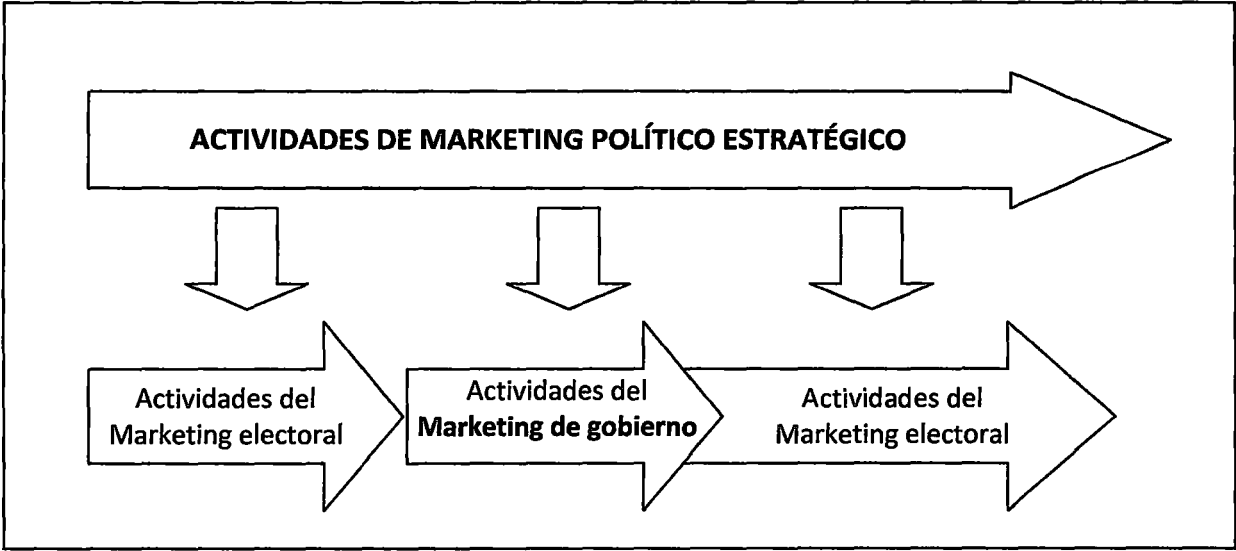 ACTIVIDADES DE MARKETING POLÍTICO ESTRATÉGICO
Actividades del
Marketing electoral
Actividades del
Marketing de gobierno
Actividades del
Marketing electoral